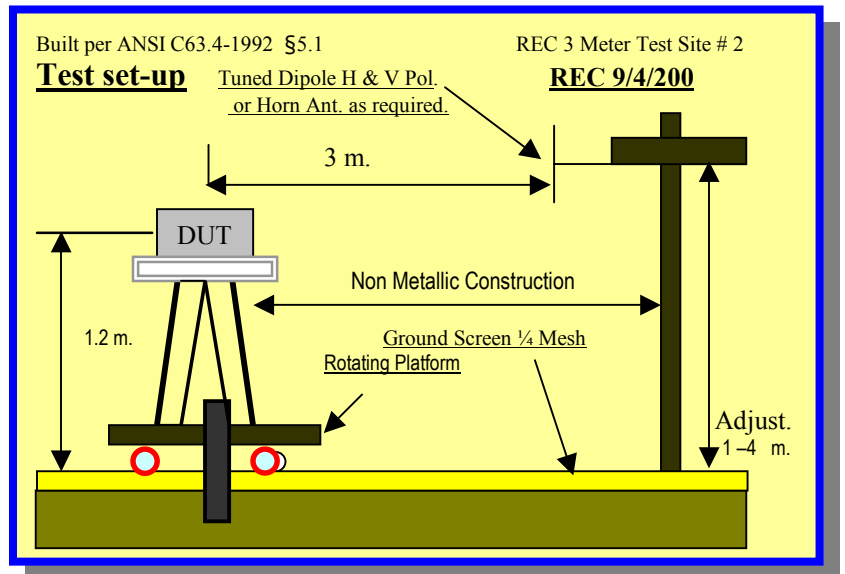 Built per ANSI C63.4-1992 §5.1
REC 3 Meter Test Site # 2
Test set-up
Tuned Dipole H & V Pol.
or Horn Ant. as required.
REC 9/4/200
3 m.
DUT
Non Metallic Construction
1.2 m.
Ground Screen ¼ Mesh
Rotating Platform
Adjust.
1 –4 m.